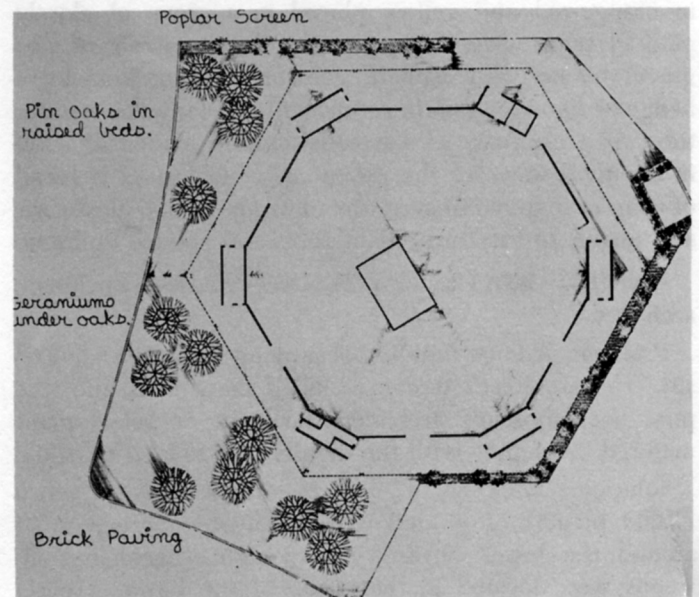 Poplar Screen
Pin Oaks in
raised beds.
Geraniums
under oaks.
Brick Paving